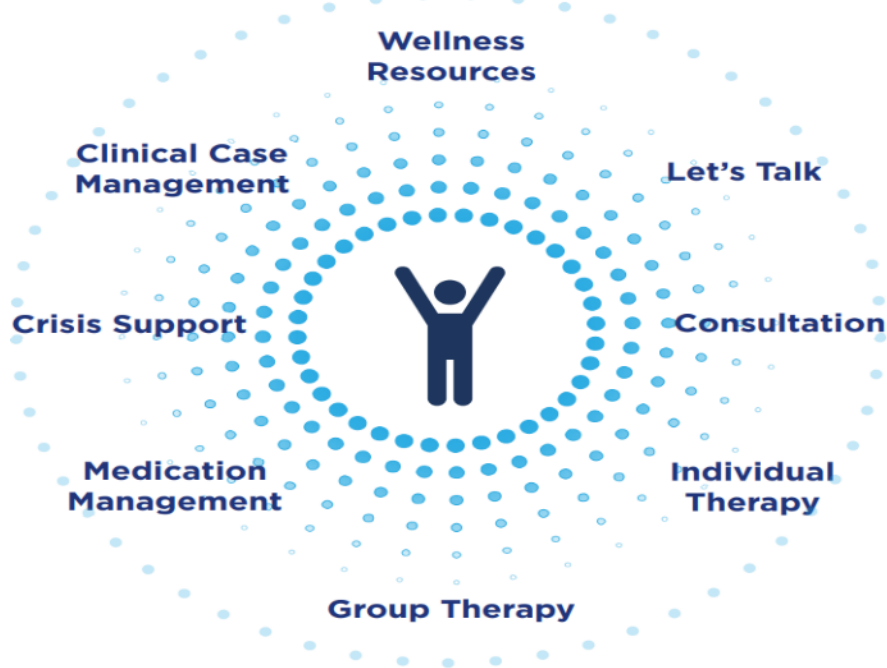 Wellness
Resources
Clinical Case
Management
Let's Talk
Crisis Support
Consultation
Medication
Management
Individual
Therapy
Group Therapy